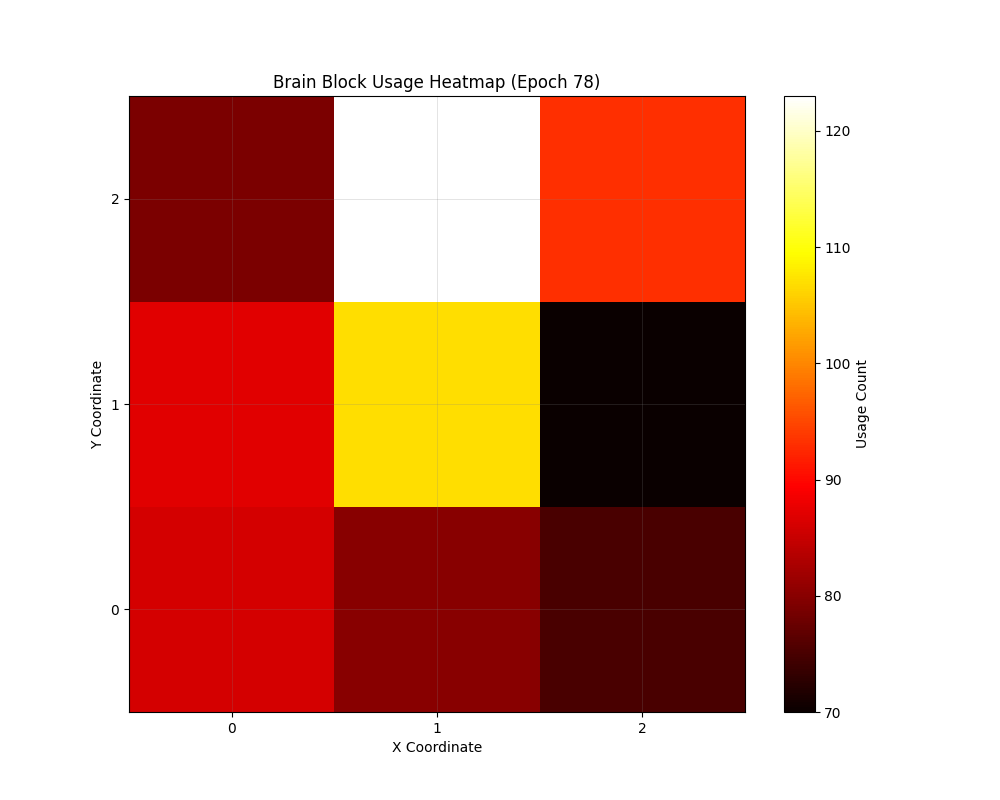 Brain Block Usage Heatmap (Epoch 78)
2
1
0
Y Coordinate
0 1 2
X Coordinate
120
110
100
90
80
70
Usage Count